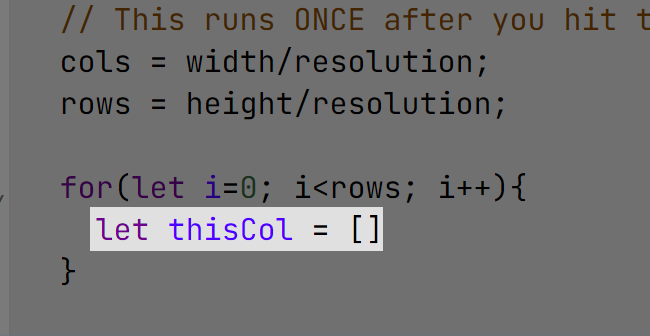 // This runs ONCE after you hit
cols = width/resolution;
rows = height/resolution;
for(let i=0; i<rows; i++){
let thisCol = []
}